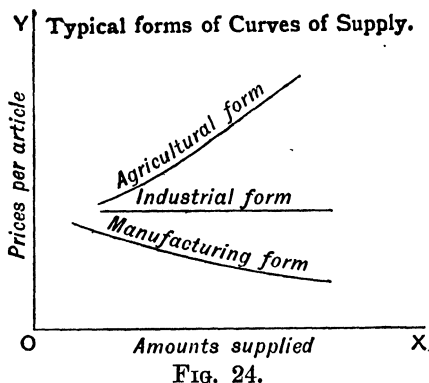 Y Typical forms of Curves of Supply.
Prices per article
Agricultural form
Industrial form
Manufacturing form
O Amounts supplied X
FIG. 24.